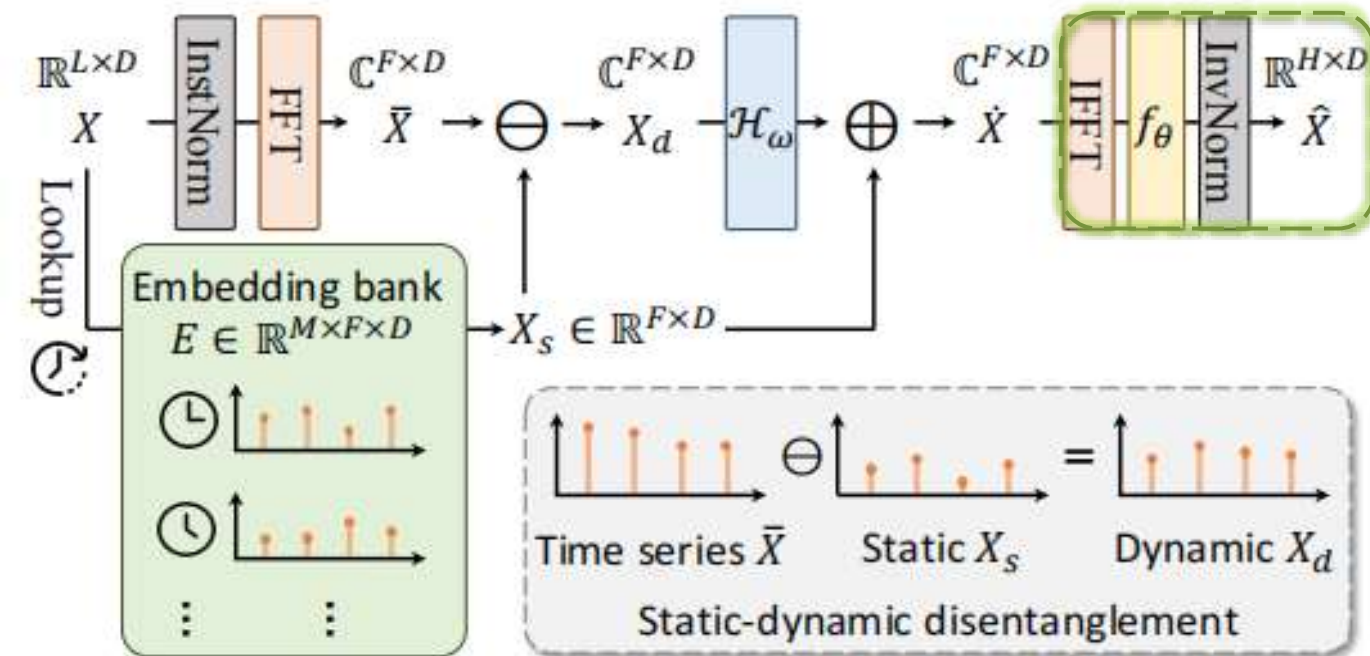 ℝ^{L×D}
X
InstNorm
FFT
ℂ^{F×D}
X̄
⊖
ℂ^{F×D}
X_d
ℋ_ω
⊕
ℂ^{F×D}
Ẋ
IFFT
f_θ
InvNorm
ℝ^{H×D}
X̂
Lookup
Embedding bank
E ∈ ℝ^{M×F×D}
X_s ∈ ℝ^{F×D}
⋮ ⋮
⊖ =
Time series X̄
Static X_s
Dynamic X_d
Static-dynamic disentanglement